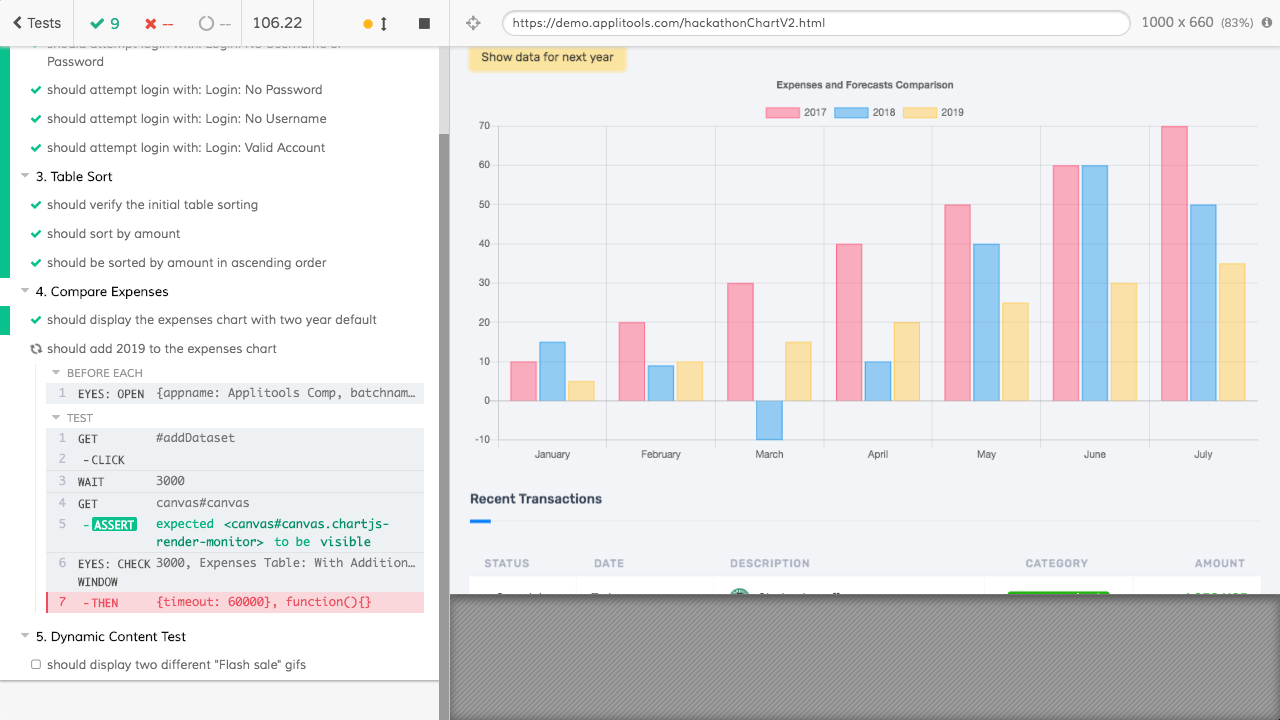 Tests
9
--
--
106.22
https://demo.applitools.com/hackathonChartV2.html
1000 x 660 (83%)
should attempt login with: Login: No Username or
Password
should attempt login with: Login: No Password
should attempt login with: Login: No Username
should attempt login with: Login: Valid Account
3. Table Sort
should verify the initial table sorting
should sort by amount
should be sorted by amount in ascending order
4. Compare Expenses
should display the expenses chart with two year default
should add 2019 to the expenses chart
BEFORE EACH
1 EYES: OPEN {appname: Applitools Comp, batchnam…
TEST
1 GET #addDataset
2 -CLICK
3 WAIT 3000
4 GET canvas#canvas
5 -ASSERT expected <canvas#canvas.chartjs-
render-monitor> to be visible
6 EYES: CHECK 3000, Expenses Table: With Addition…
WINDOW
7 -THEN {timeout: 60000}, function(){}
5. Dynamic Content Test
should display two different "Flash sale" gifs
Show data for next year
Expenses and Forecasts Comparison
2017 2018 2019
70
60
50
40
30
20
10
0
-10
January February March April May June July
Recent Transactions
STATUS DATE DESCRIPTION CATEGORY AMOUNT